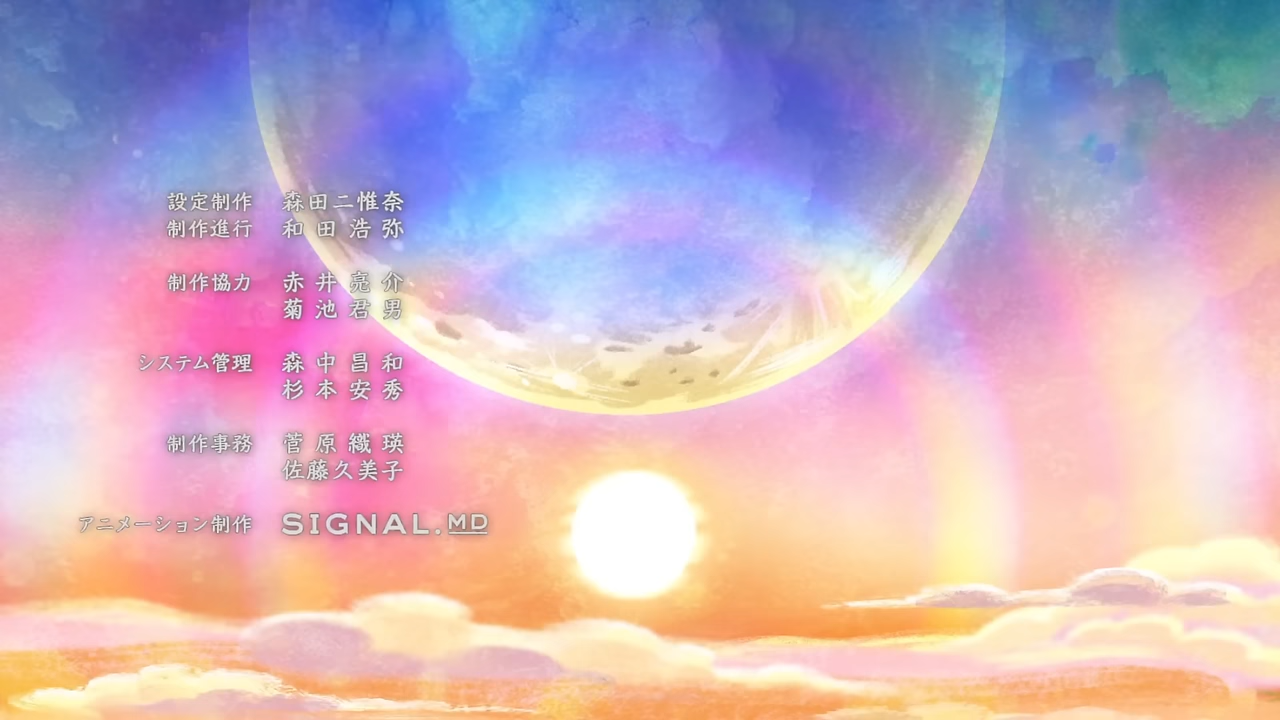 設定制作 森田二惟奈
制作進行 和田浩弥
制作協力 赤井亮介
菊池君男
システム管理 森中昌和
杉本安秀
制作事務 菅原織瑛
佐藤久美子
アニメーション制作 SIGNAL.MD